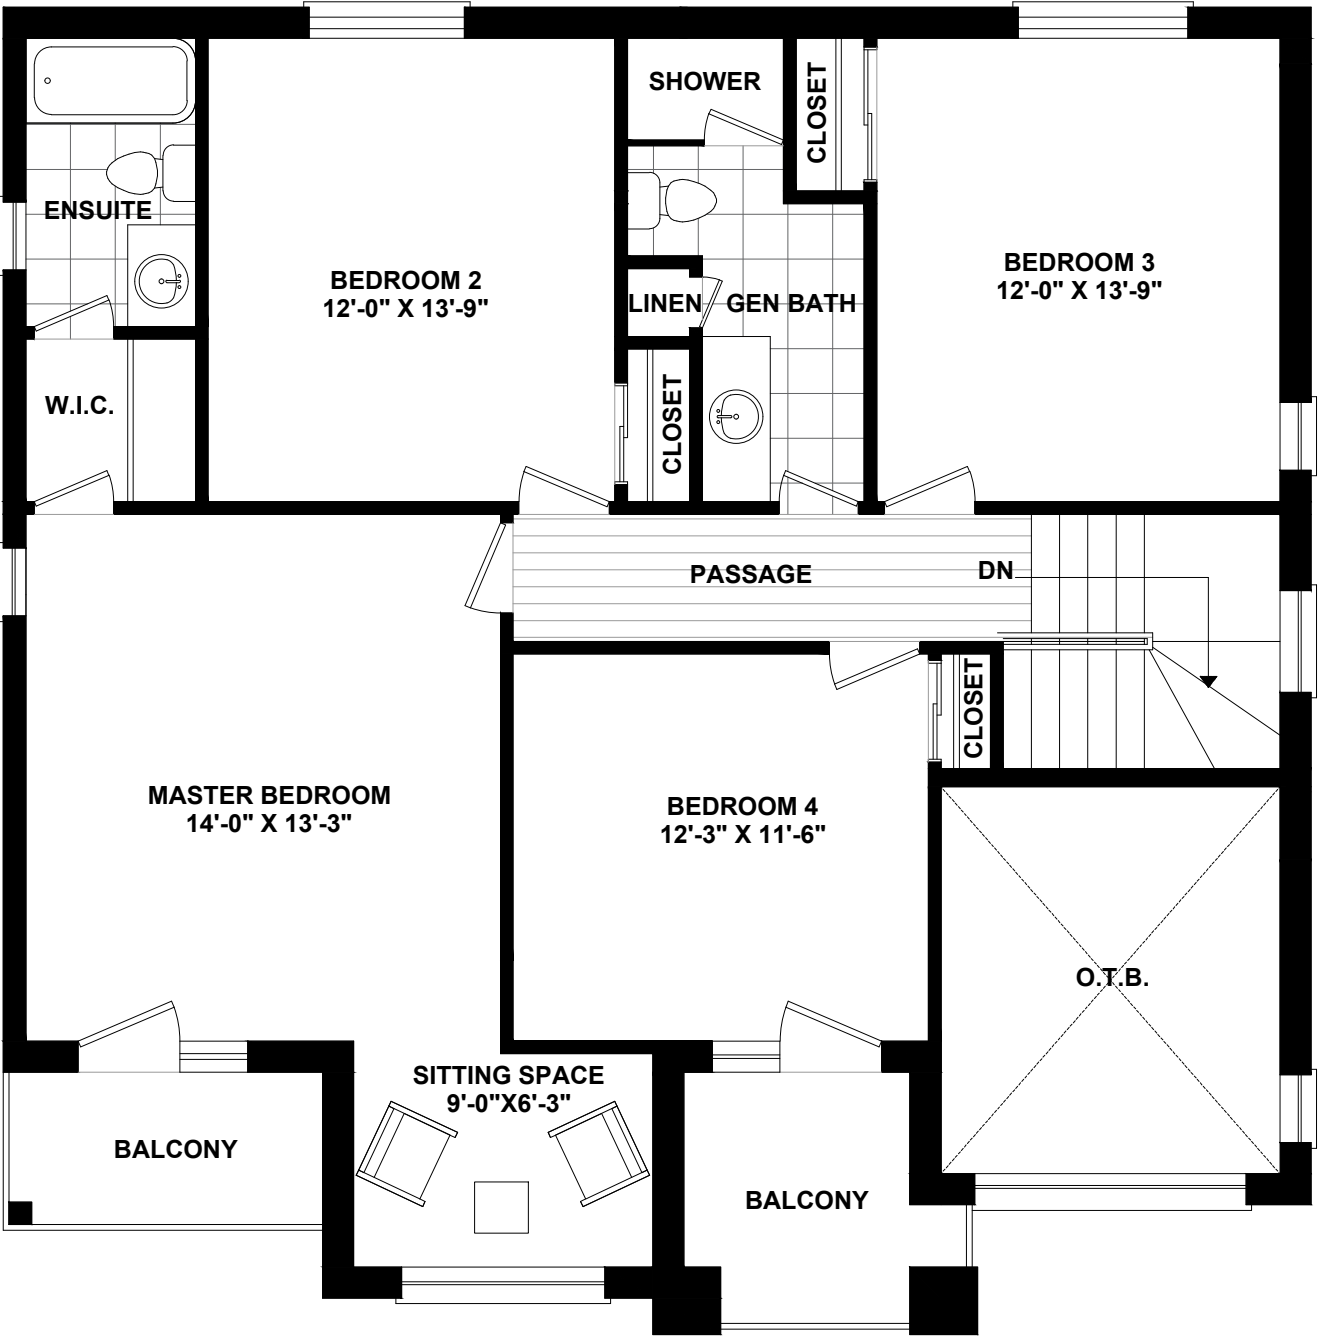 SHOWER
CLOSET
ENSUITE
BEDROOM 2
12'-0" X 13'-9"
BEDROOM 3
12'-0" X 13'-9"
LINEN
GEN BATH
W.I.C.
CLOSET
PASSAGE
DN
CLOSET
MASTER BEDROOM
14'-0" X 13'-3"
BEDROOM 4
12'-3" X 11'-6"
O.T.B.
SITTING SPACE
9'-0"X6'-3"
BALCONY
BALCONY